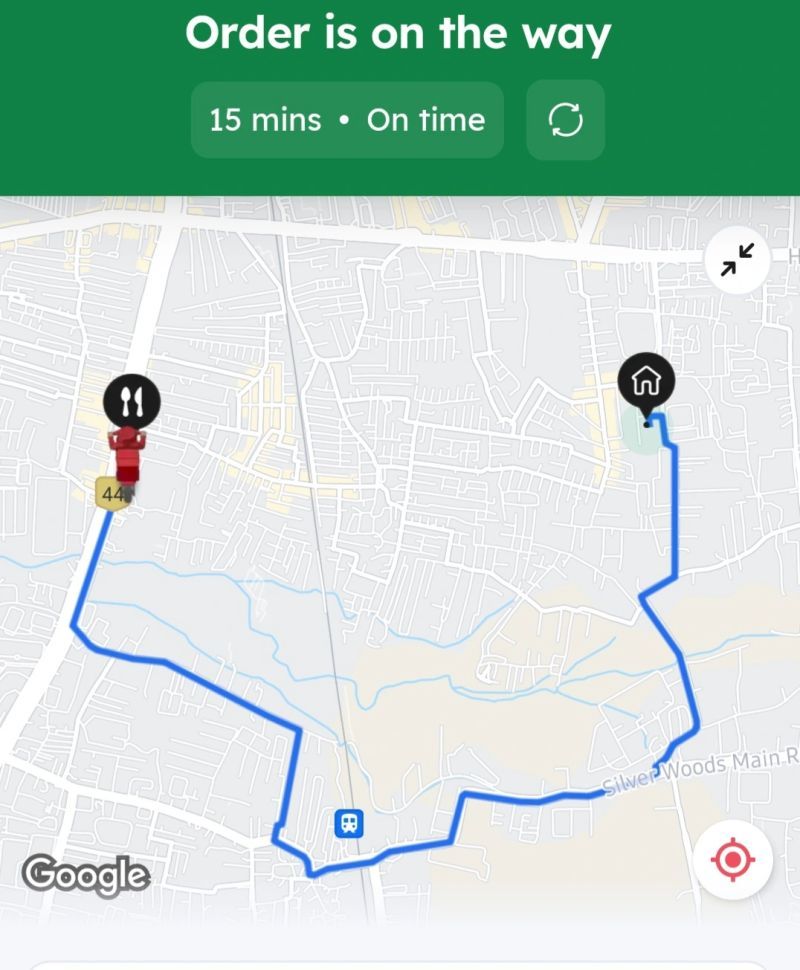 Order is on the way
15 mins • On time
H
44
Silver Woods Main R
Google